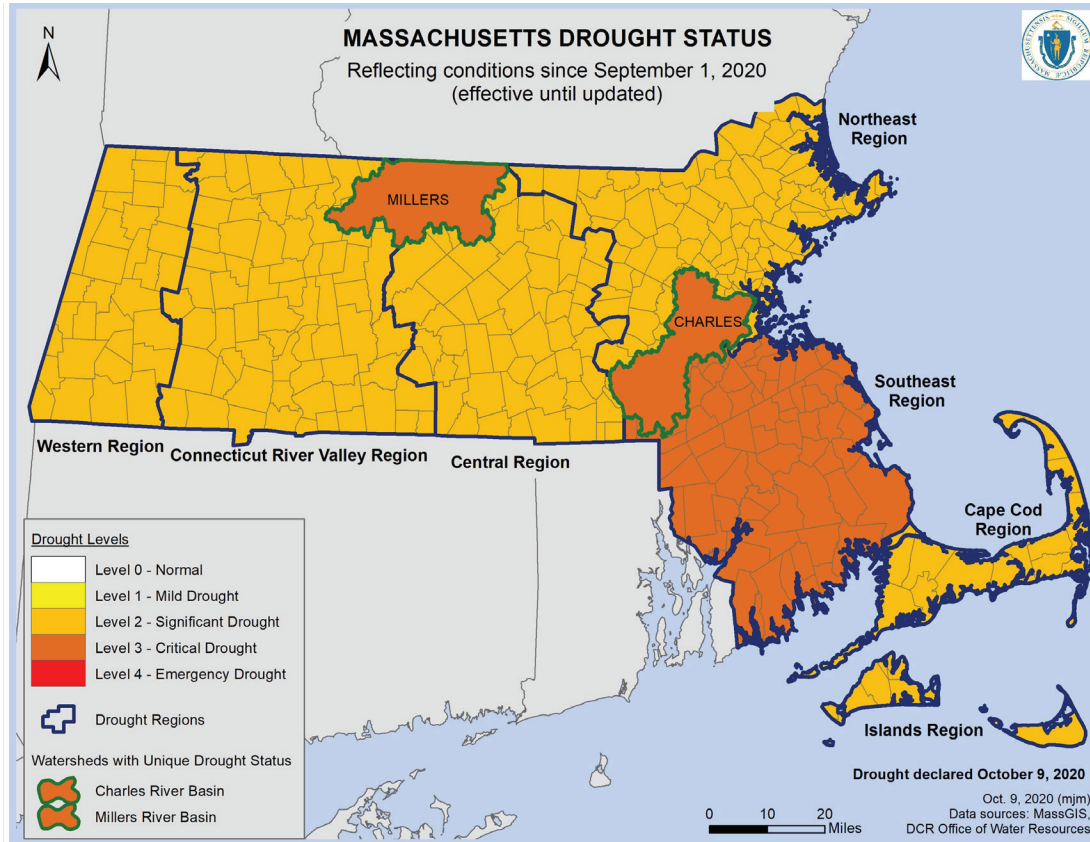 N
MASSACHUSETTS DROUGHT STATUS
Reflecting conditions since September 1, 2020
(effective until updated)
Northeast
Region
MILLERS
CHARLES
Southeast
Region
Western Region
Connecticut River Valley Region
Central Region
Cape Cod
Region
Islands Region
Drought Levels
Level 0 - Normal
Level 1 - Mild Drought
Level 2 - Significant Drought
Level 3 - Critical Drought
Level 4 - Emergency Drought
Drought Regions
Watersheds with Unique Drought Status
Charles River Basin
Millers River Basin
Drought declared October 9, 2020
Oct. 9, 2020 (mjm)
Data sources: MassGIS,
DCR Office of Water Resources
0 10 20
Miles